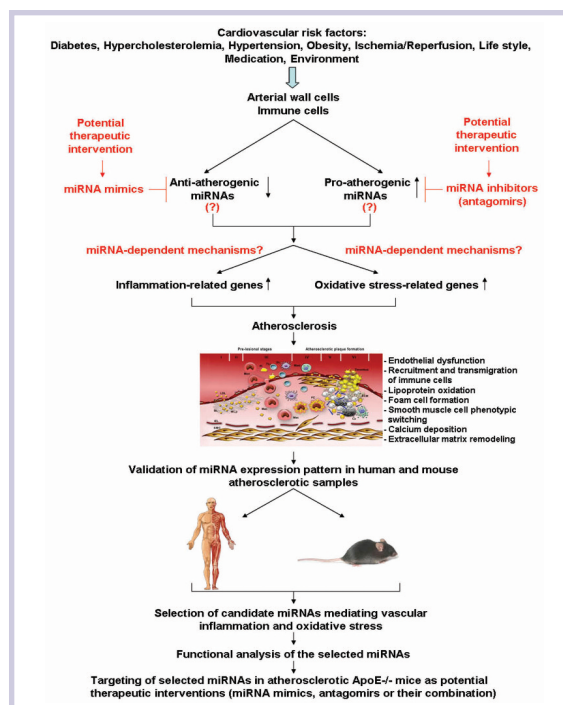 Cardiovascular risk factors:
Diabetes, Hypercholesterolemia, Hypertension, Obesity, Ischemia/Reperfusion, Life style,
Medication, Environment
Arterial wall cells
Immune cells
Potential
therapeutic
intervention
Potential
therapeutic
intervention
miRNA mimics
Anti-atherogenic
miRNAs
(?)
Pro-atherogenic
miRNAs
(?)
miRNA inhibitors
(antagomirs)
miRNA-dependent mechanisms?
miRNA-dependent mechanisms?
Inflammation-related genes
Oxidative stress-related genes
Atherosclerosis
Pre-lesional stages
Atherosclerotic plaque formation
- Endothelial dysfunction
- Recruitment and transmigration
of immune cells
- Lipoprotein oxidation
- Foam cell formation
- Smooth muscle cell phenotypic
switching
- Calcium deposition
- Extracellular matrix remodeling
Validation of miRNA expression pattern in human and mouse
atherosclerotic samples
Selection of candidate miRNAs mediating vascular
inflammation and oxidative stress
Functional analysis of the selected miRNAs
Targeting of selected miRNAs in atherosclerotic ApoE-/- mice as potential
therapeutic interventions (miRNA mimics, antagomirs or their combination)